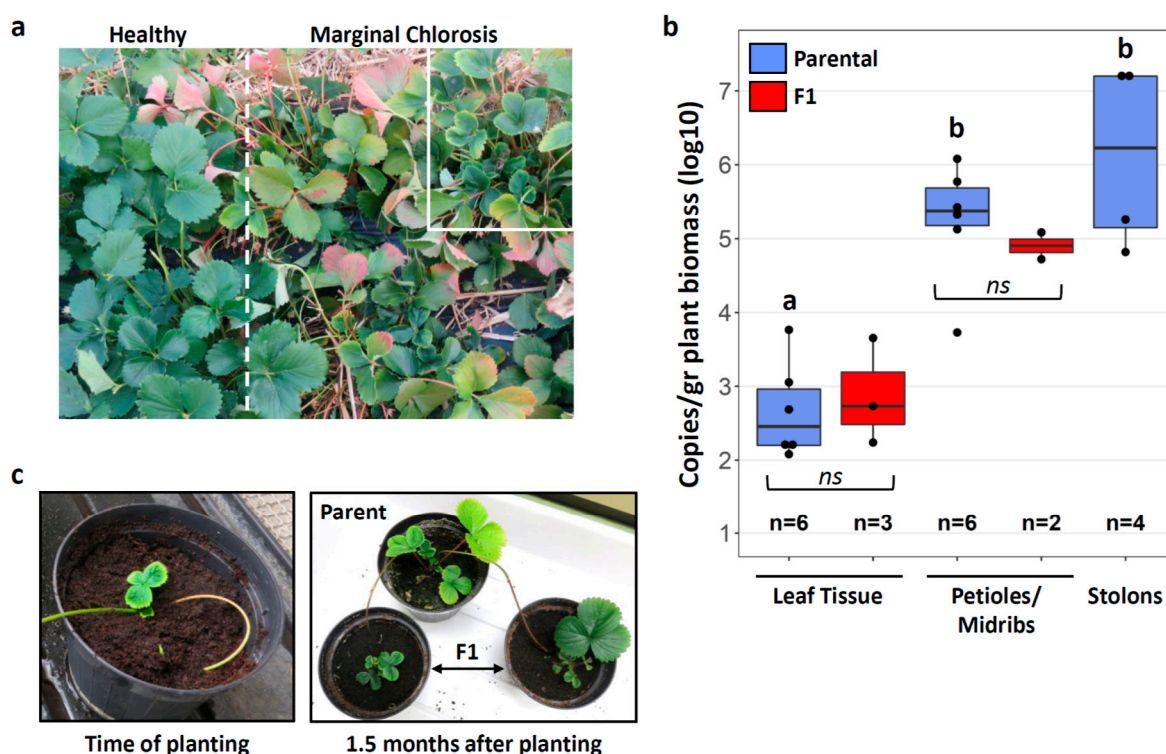 a
Healthy
Marginal Chlorosis
b
Copies/gr plant biomass (log10)
7
6
5
4
3
2
1
Parental
F1
a
b
b
ns
ns
n=6
n=3
n=6
n=2
n=4
Leaf Tissue
Petioles/
Midribs
Stolons
c
Parent
F1
Time of planting
1.5 months after planting